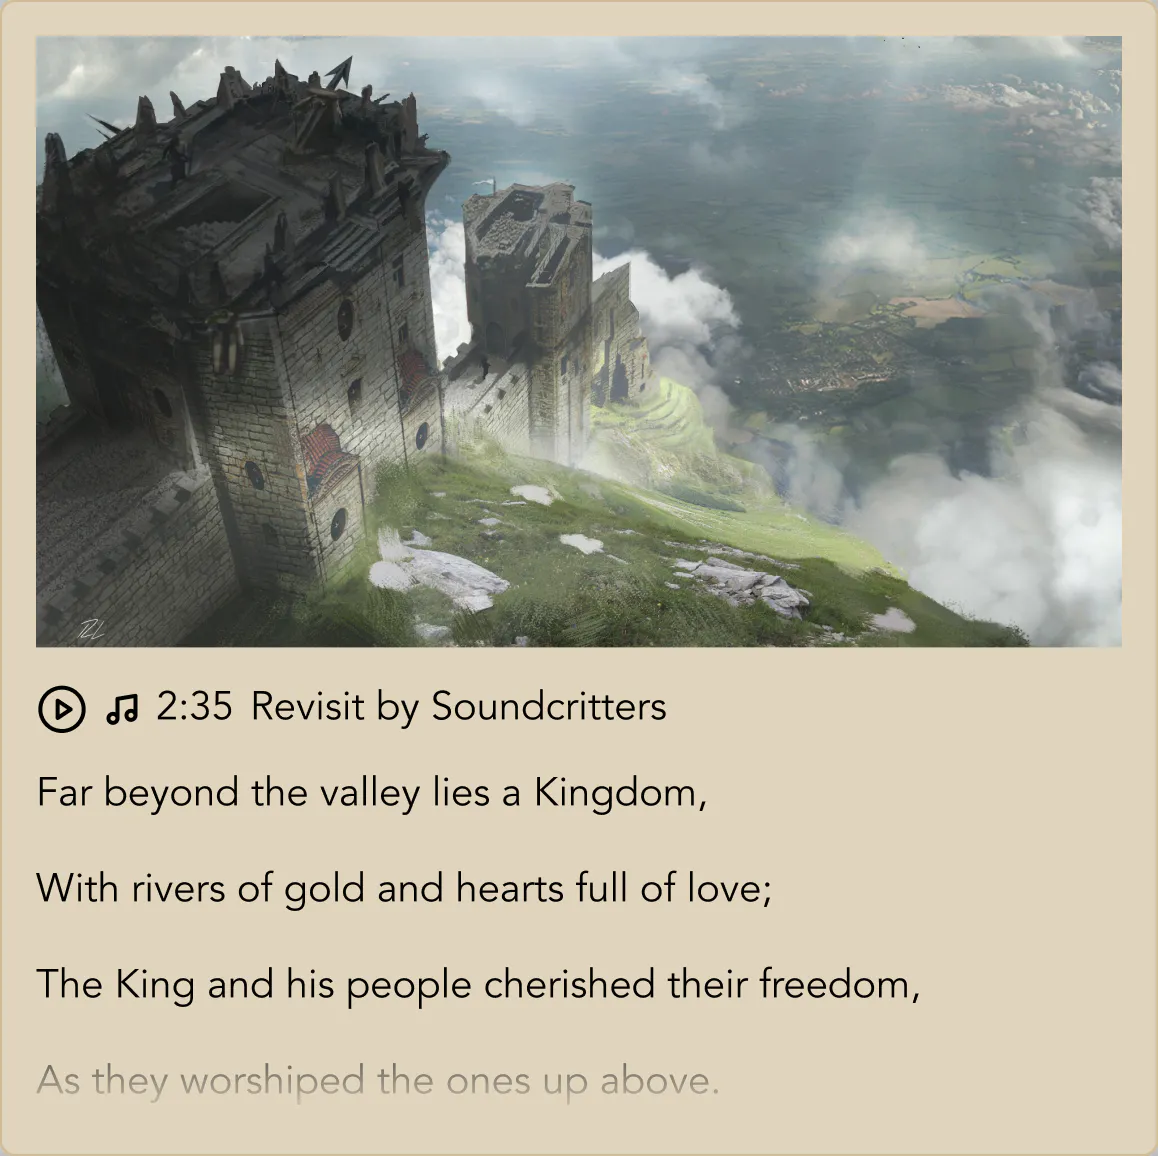 RL
2:35 Revisit by Soundcritters
Far beyond the valley lies a Kingdom,
With rivers of gold and hearts full of love;
The King and his people cherished their freedom,
As they worshiped the ones up above.